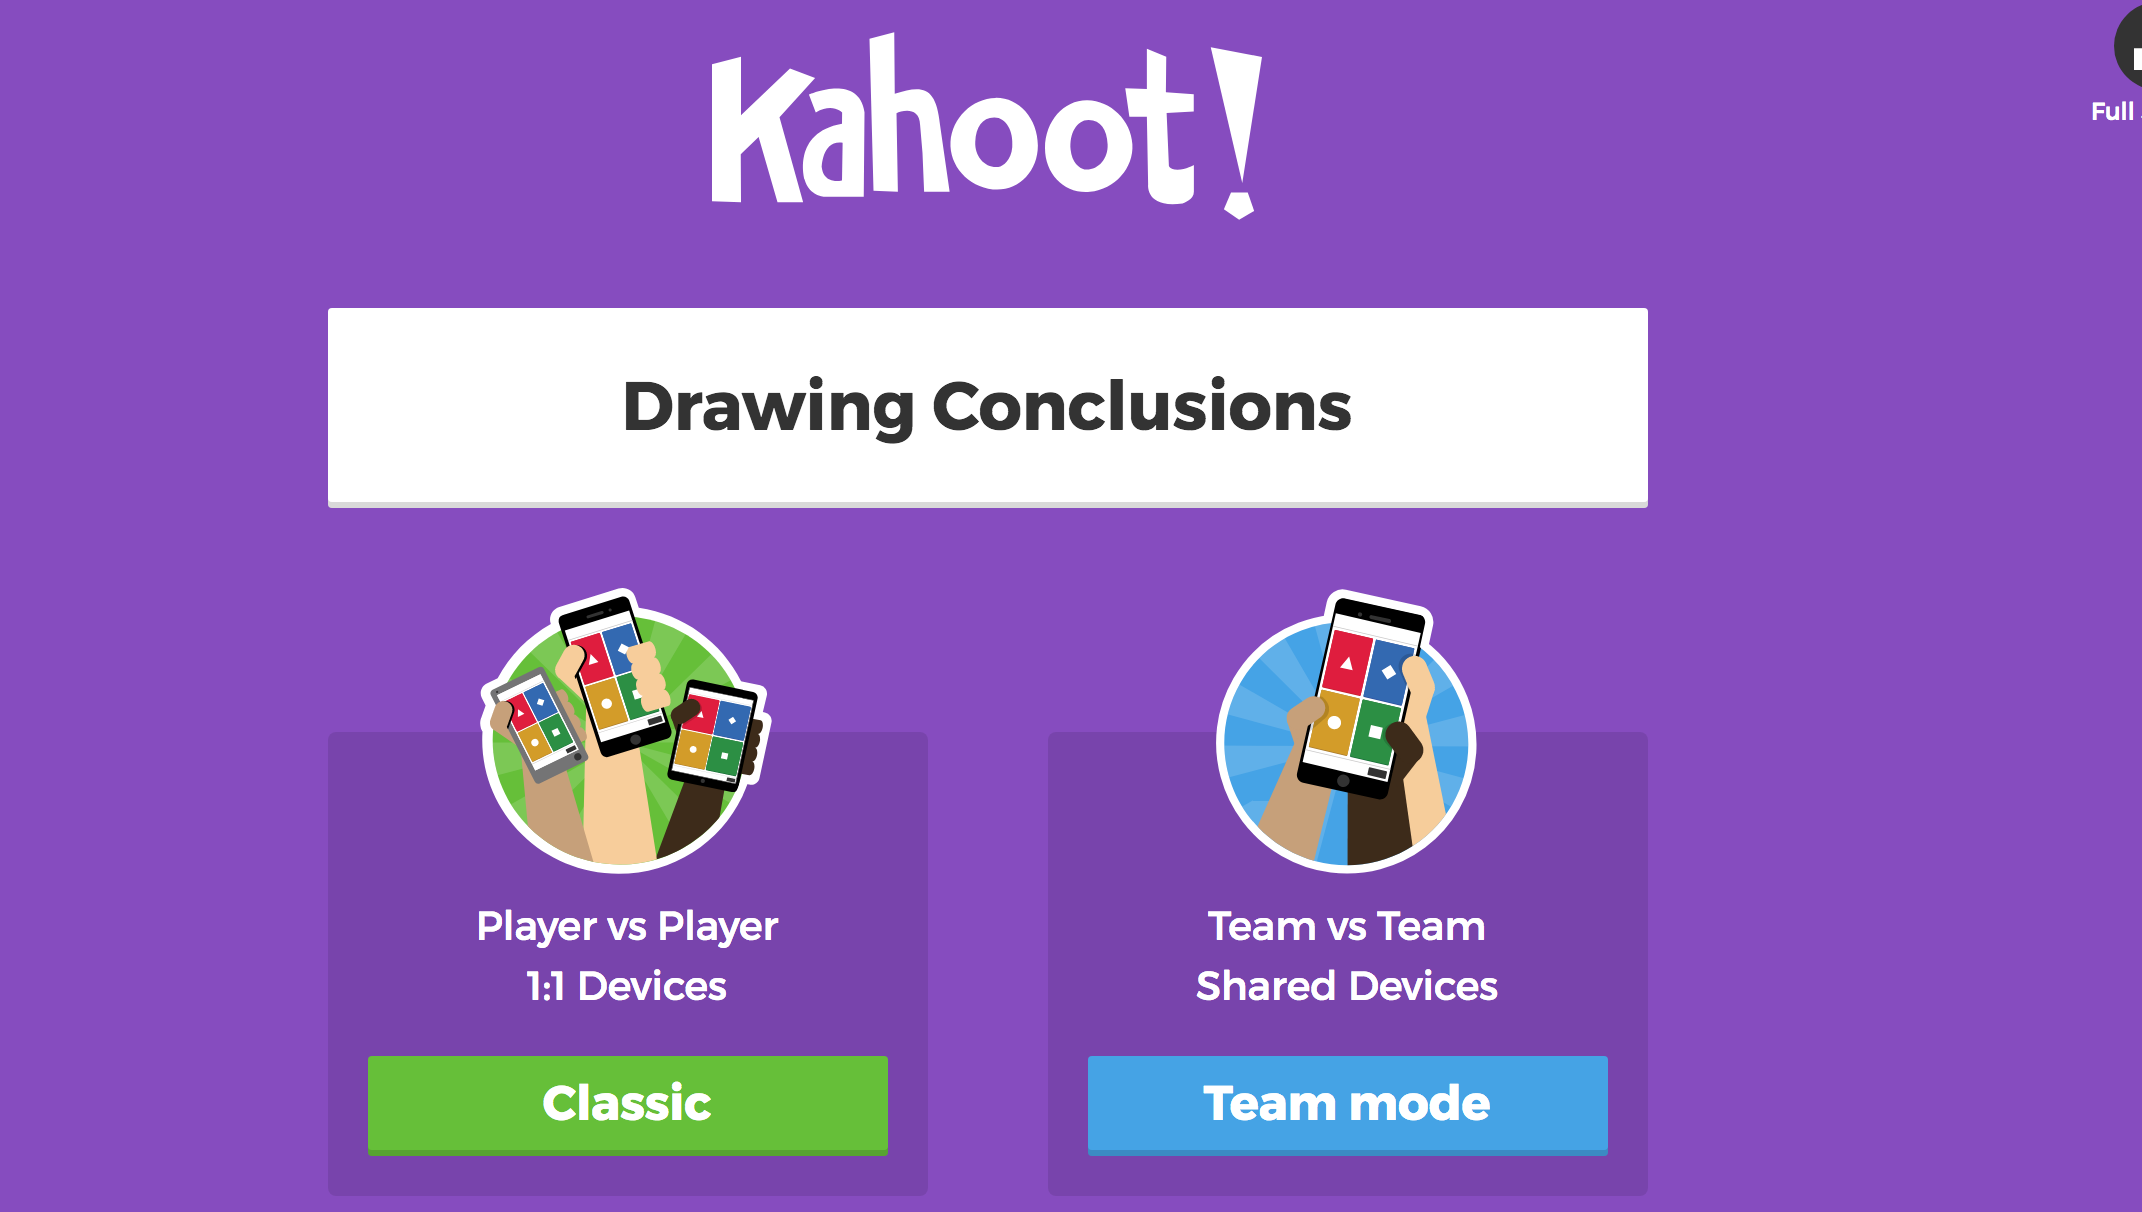 Kahoot!
Full
Drawing Conclusions
Player vs Player
1:1 Devices
Classic
Team vs Team
Shared Devices
Team mode